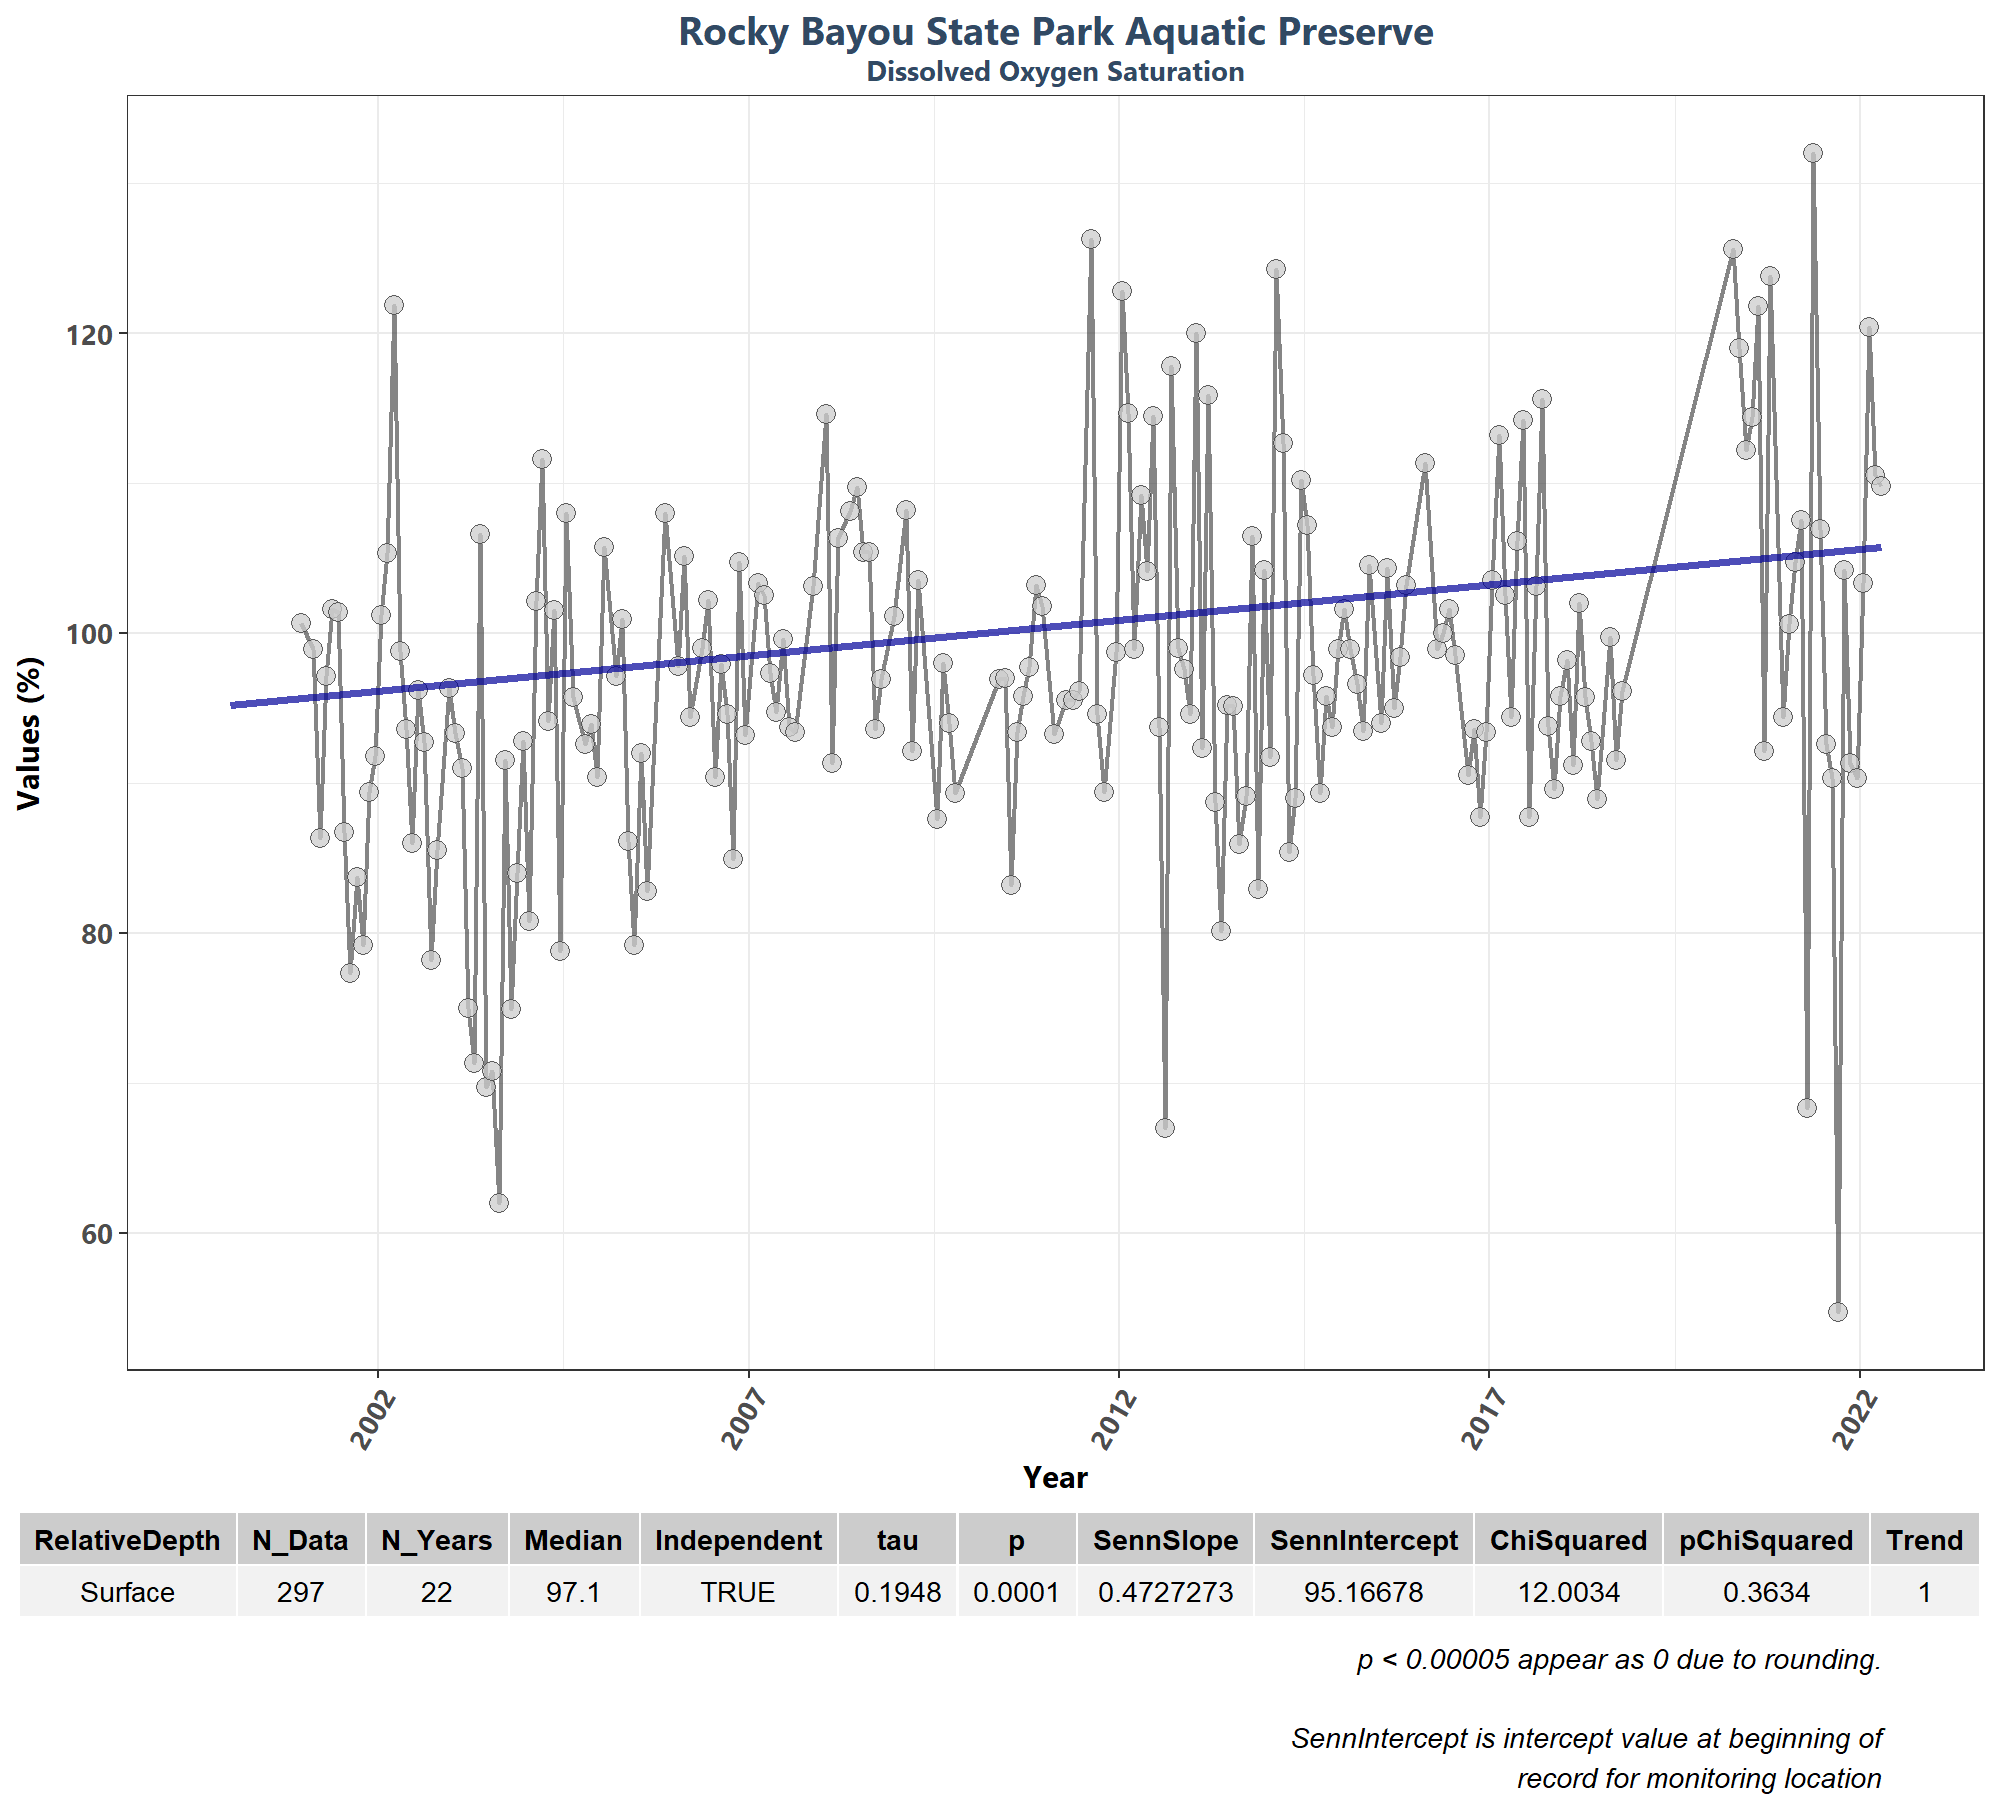 Rocky Bayou State Park Aquatic Preserve
Dissolved Oxygen Saturation
Values (%)
120
100
80
60
2002 2007 2012 2017 2022
Year
RelativeDepth N_Data N_Years Median Independent tau p SennSlope SennIntercept ChiSquared pChiSquared Trend
Surface 297 22 97.1 TRUE 0.1948 0.0001 0.4727273 95.16678 12.0034 0.3634 1
p < 0.00005 appear as 0 due to rounding.
SennIntercept is intercept value at beginning of
record for monitoring location